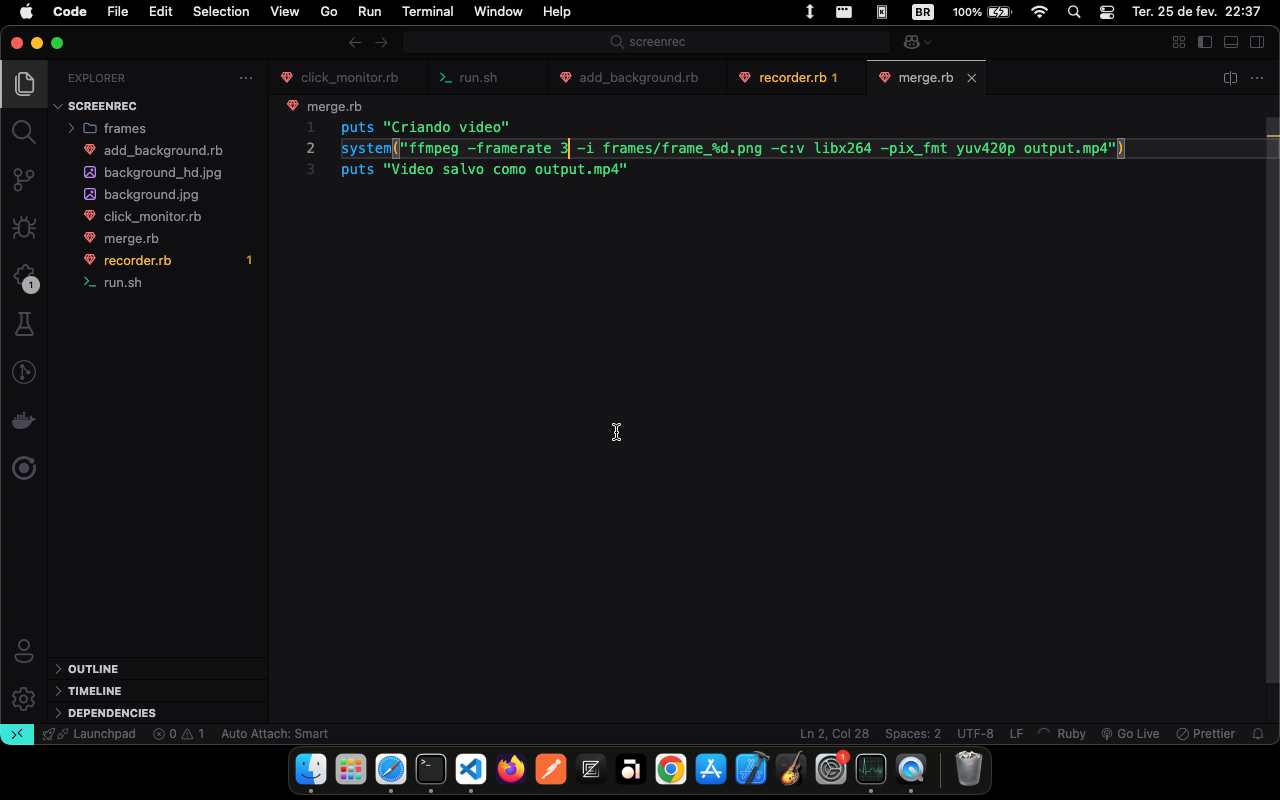 Code File Edit Selection View Go Run Terminal Window Help BR 100% Ter. 25 de fev. 22:37
screenrec
EXPLORER
click_monitor.rb run.sh add_background.rb recorder.rb 1 merge.rb
SCREENREC
merge.rb
frames
add_background.rb
background_hd.jpg
background.jpg
click_monitor.rb
merge.rb
recorder.rb 1
run.sh
1
1 puts "Criando video"
2 system("ffmpeg -framerate 3 -i frames/frame_%d.png -c:v libx264 -pix_fmt yuv420p output.mp4")
3 puts "Video salvo como output.mp4"
OUTLINE
TIMELINE
DEPENDENCIES
Launchpad 0 1 Auto Attach: Smart Ln 2, Col 28 Spaces: 2 UTF-8 LF Ruby Go Live Prettier
1